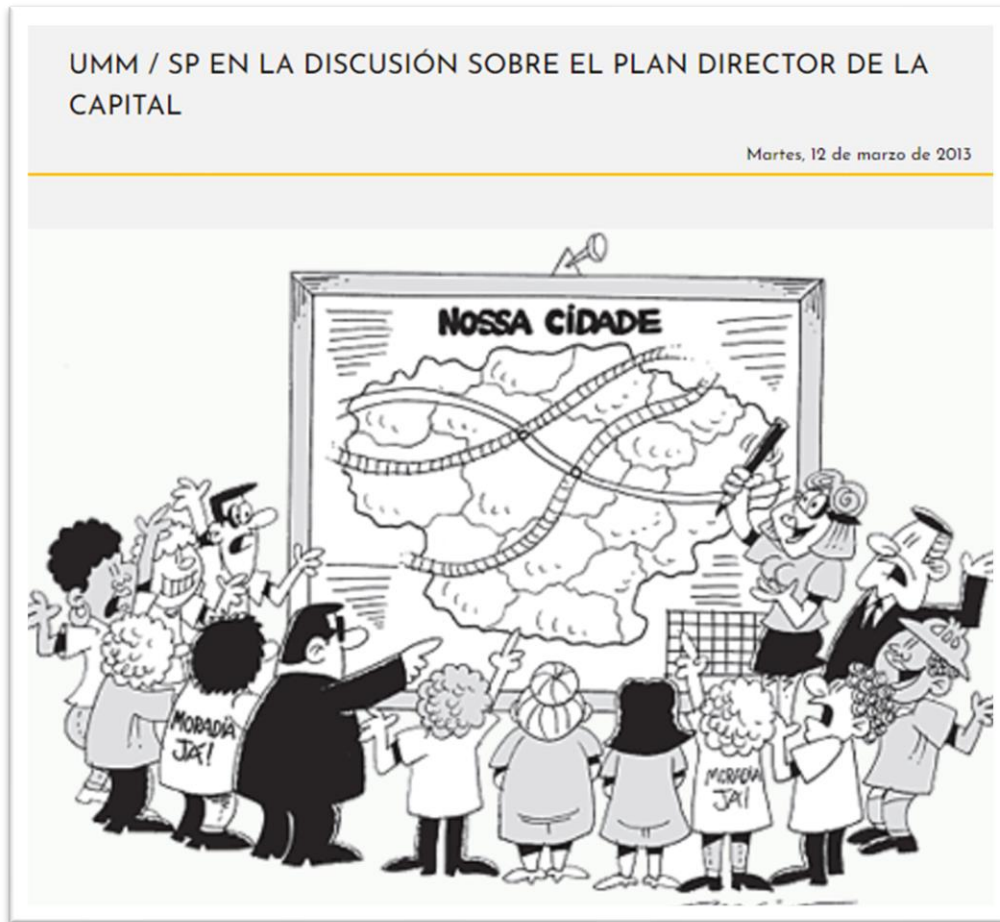 UMM / SP EN LA DISCUSIÓN SOBRE EL PLAN DIRECTOR DE LA
CAPITAL
Martes, 12 de marzo de 2013
NOSSA CIDADE
MORADIA
JÁ!
MORADIA
JÁ!